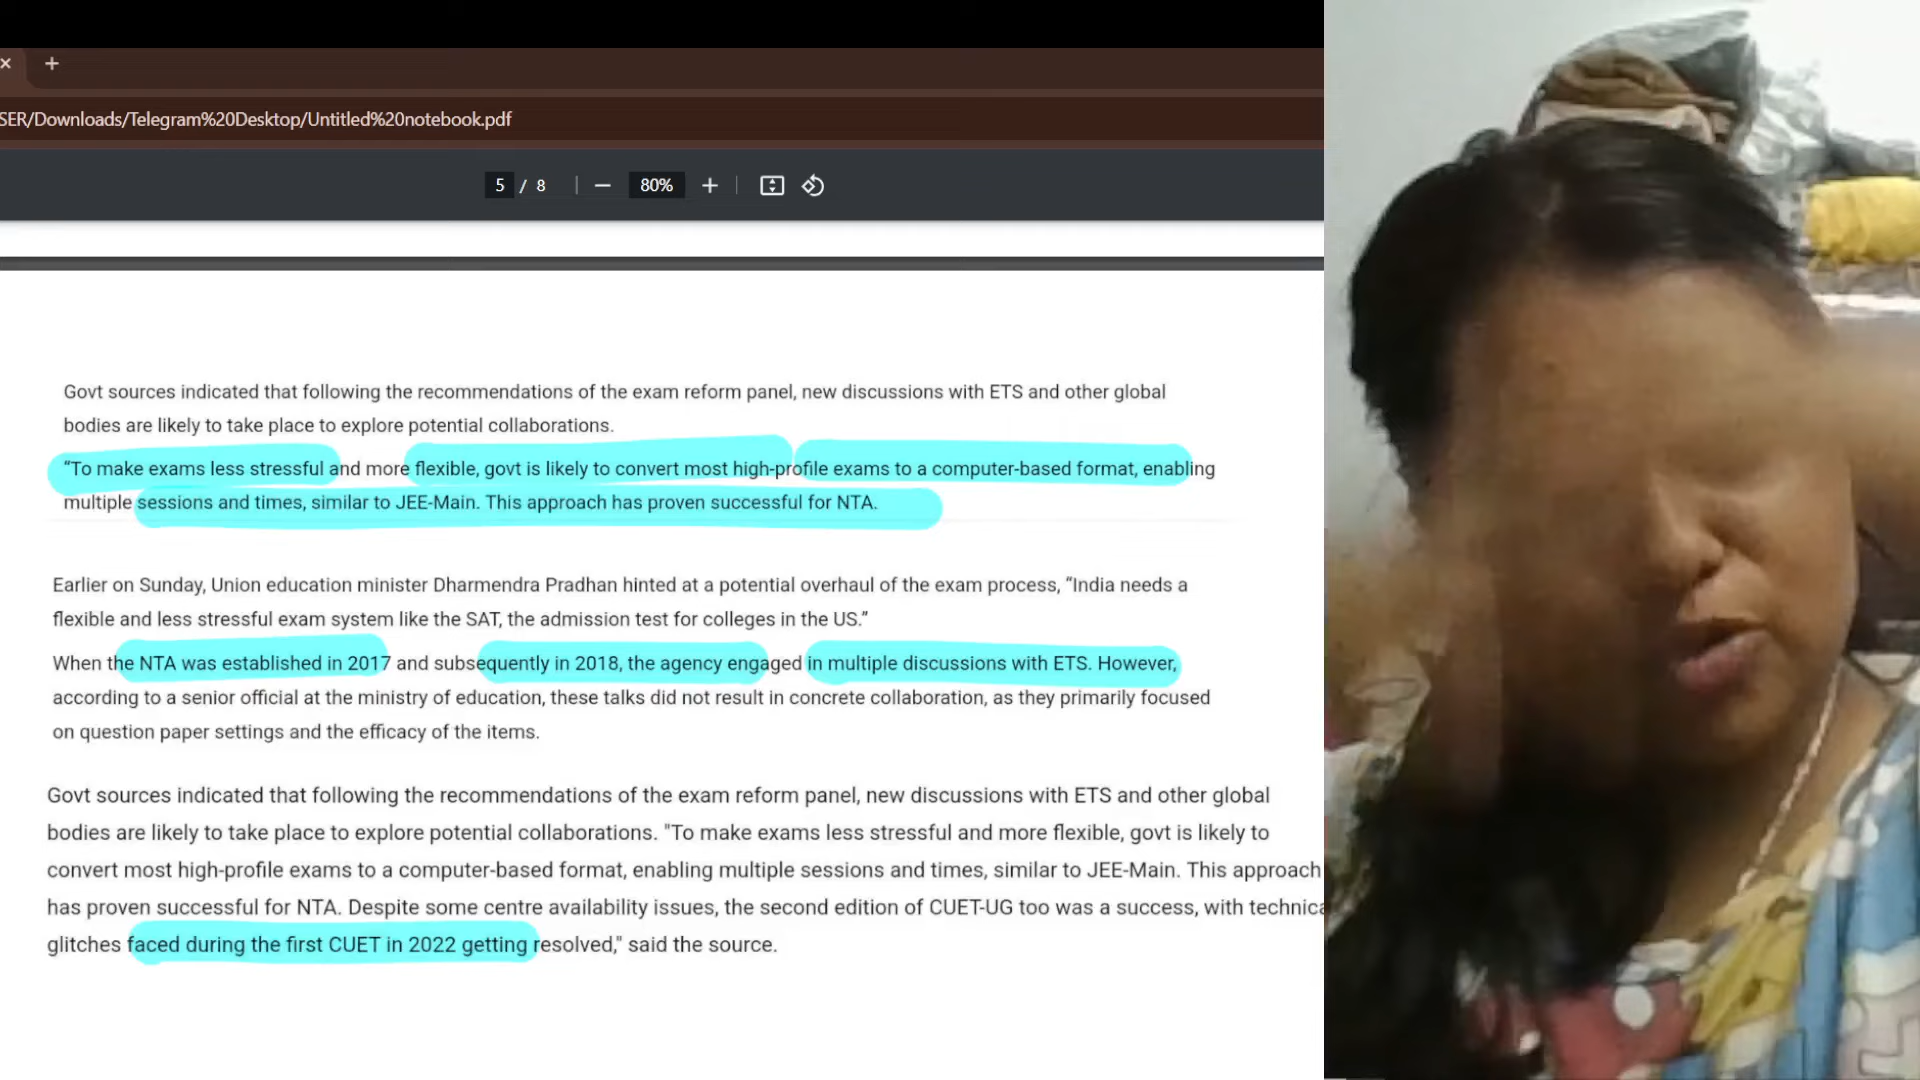 SER/Downloads/Telegram%20Desktop/Untitled%20notebook.pdf
5 / 8 80%
Govt sources indicated that following the recommendations of the exam reform panel, new discussions with ETS and other global
bodies are likely to take place to explore potential collaborations.
“To make exams less stressful and more flexible, govt is likely to convert most high-profile exams to a computer-based format, enabling
multiple sessions and times, similar to JEE-Main. This approach has proven successful for NTA.
Earlier on Sunday, Union education minister Dharmendra Pradhan hinted at a potential overhaul of the exam process, “India needs a
flexible and less stressful exam system like the SAT, the admission test for colleges in the US.”
When the NTA was established in 2017 and subsequently in 2018, the agency engaged in multiple discussions with ETS. However,
according to a senior official at the ministry of education, these talks did not result in concrete collaboration, as they primarily focused
on question paper settings and the efficacy of the items.
Govt sources indicated that following the recommendations of the exam reform panel, new discussions with ETS and other global
bodies are likely to take place to explore potential collaborations. "To make exams less stressful and more flexible, govt is likely to
convert most high-profile exams to a computer-based format, enabling multiple sessions and times, similar to JEE-Main. This approach
has proven successful for NTA. Despite some centre availability issues, the second edition of CUET-UG too was a success, with technica
glitches faced during the first CUET in 2022 getting resolved," said the source.